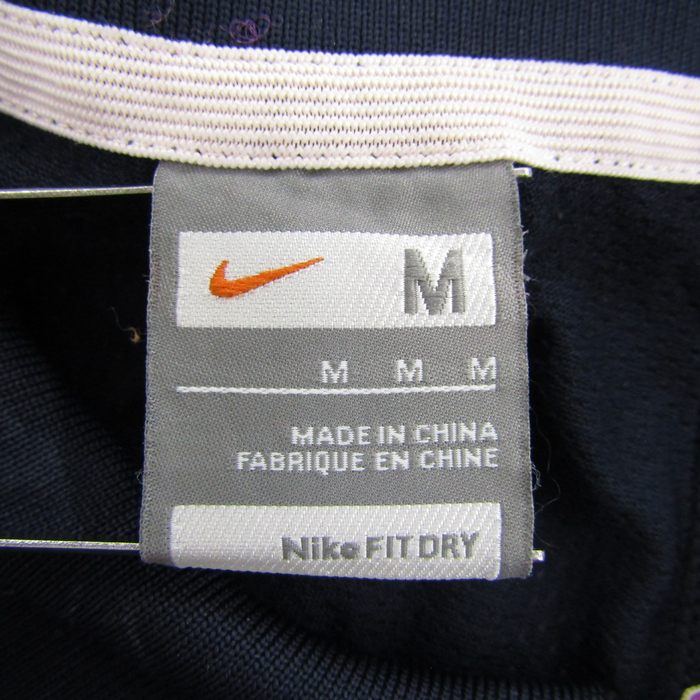 M
M M M
MADE IN CHINA
FABRIQUE EN CHINE
Nike FIT DRY